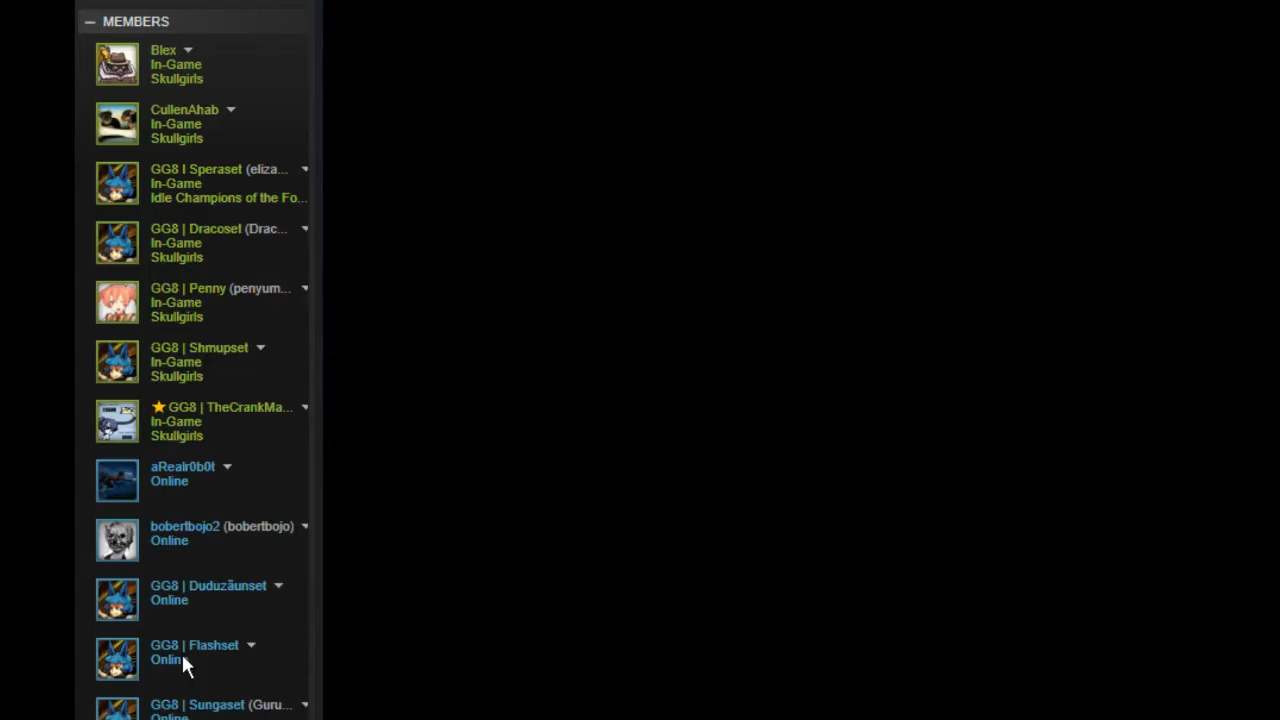 MEMBERS
Blex
In-Game
Skullgirls
CullenAhab
In-Game
Skullgirls
GG8 I Speraset (eliza...
In-Game
Idle Champions of the Fo...
GG8 | Dracoset (Drac...
In-Game
Skullgirls
GG8 | Penny (penyum...
In-Game
Skullgirls
GG8 | Shmupset
In-Game
Skullgirls
GG8 | TheCrankMa...
In-Game
Skullgirls
aRealr0b0t
Online
bobertbojo2 (bobertbojo)
Online
GG8 | Duduzãunset
Online
GG8 | Flashset
Online
GG8 | Sungaset (Guru...
Online